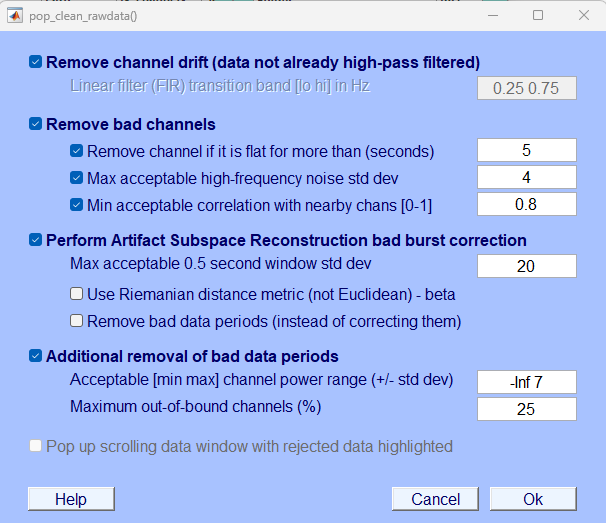 pop_clean_rawdata()
Remove channel drift (data not already high-pass filtered)
Linear filter (FIR) transition band [lo hi] in Hz 0.25 0.75
Remove bad channels
Remove channel if it is flat for more than (seconds) 5
Max acceptable high-frequency noise std dev 4
Min acceptable correlation with nearby chans [0-1] 0.8
Perform Artifact Subspace Reconstruction bad burst correction
Max acceptable 0.5 second window std dev 20
Use Riemanian distance metric (not Euclidean) - beta
Remove bad data periods (instead of correcting them)
Additional removal of bad data periods
Acceptable [min max] channel power range (+/- std dev) -Inf 7
Maximum out-of-bound channels (%) 25
Pop up scrolling data window with rejected data highlighted
Help Cancel Ok